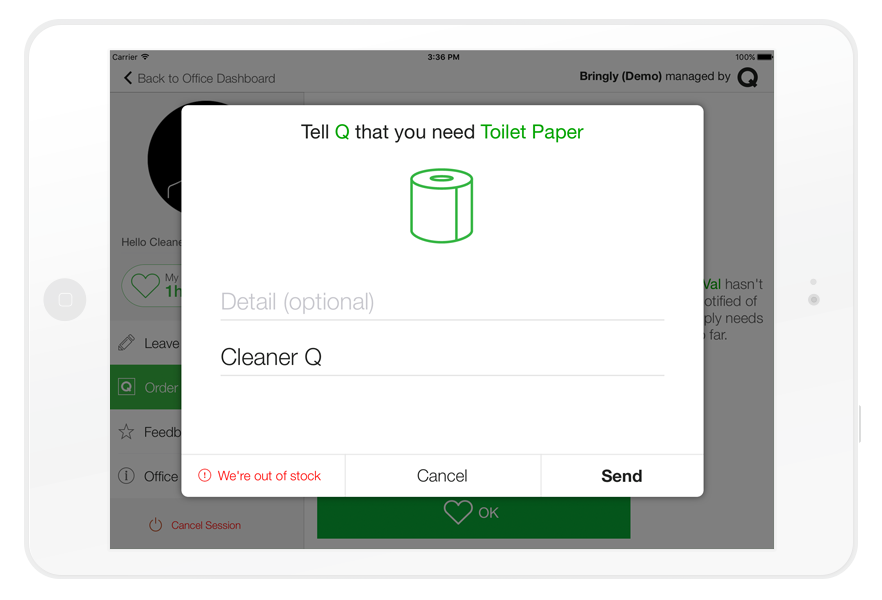 Carrier 3:36 PM 100%
Back to Office Dashboard Bringly (Demo) managed by Q
Tell Q that you need Toilet Paper
Hello Cleane
My
1h
Detail (optional)
Val hasn't
otified of
ply needs
far.
Leave
Cleaner Q
Q Order
Feedb
Office
We're out of stock Cancel Send
OK
Cancel Session